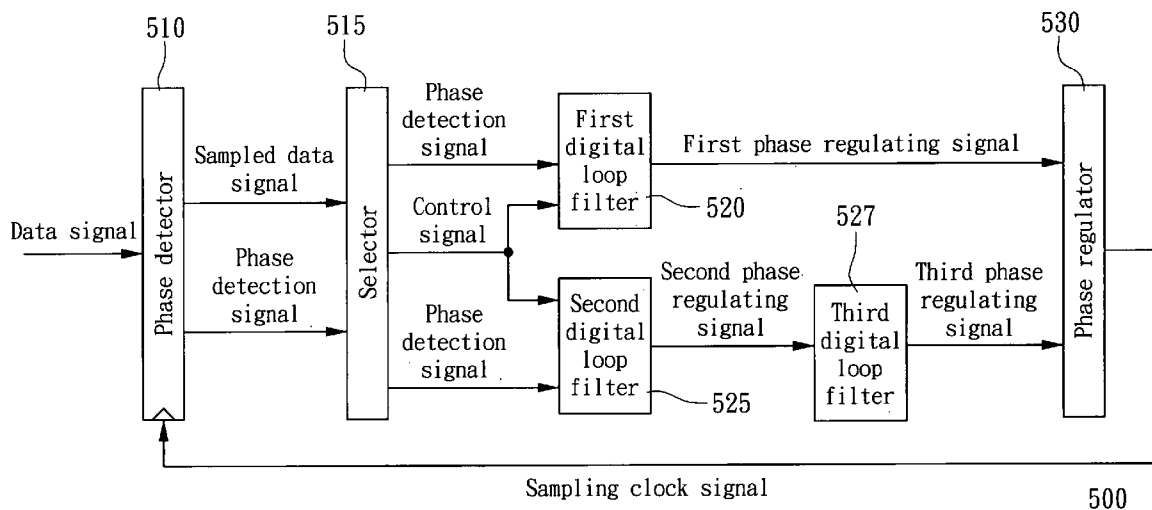 510
515
530
Phase
detection
signal
First
digital
loop
filter
First phase regulating signal
520
Sampled data
signal
Data signal
Phase detector
Phase
detection
signal
Selector
Control
signal
527
Phase
detection
signal
Second
digital
loop
filter
525
Second phase
regulating
signal
Third
digital
loop
filter
Third phase
regulating
signal
Phase regulator
Sampling clock signal
500